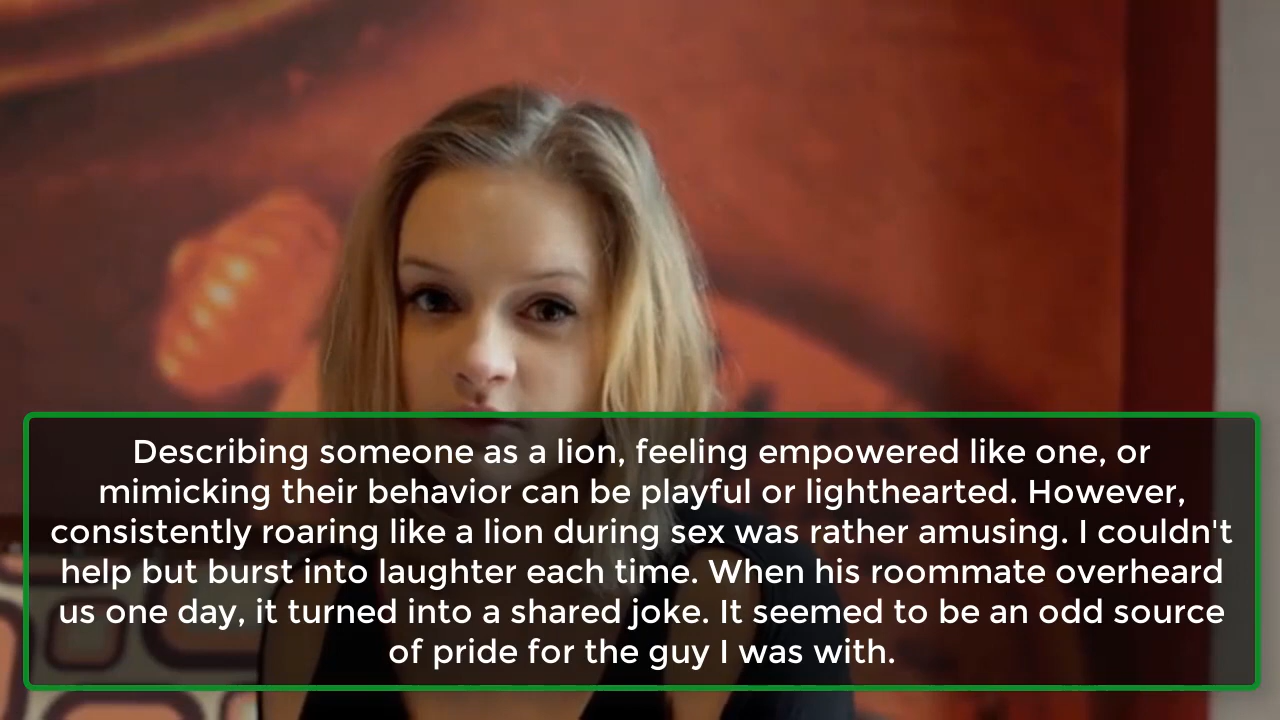 Describing someone as a lion, feeling empowered like one, or
mimicking their behavior can be playful or lighthearted. However,
consistently roaring like a lion during sex was rather amusing. I couldn't
help but burst into laughter each time. When his roommate overheard
us one day, it turned into a shared joke. It seemed to be an odd source
of pride for the guy I was with.